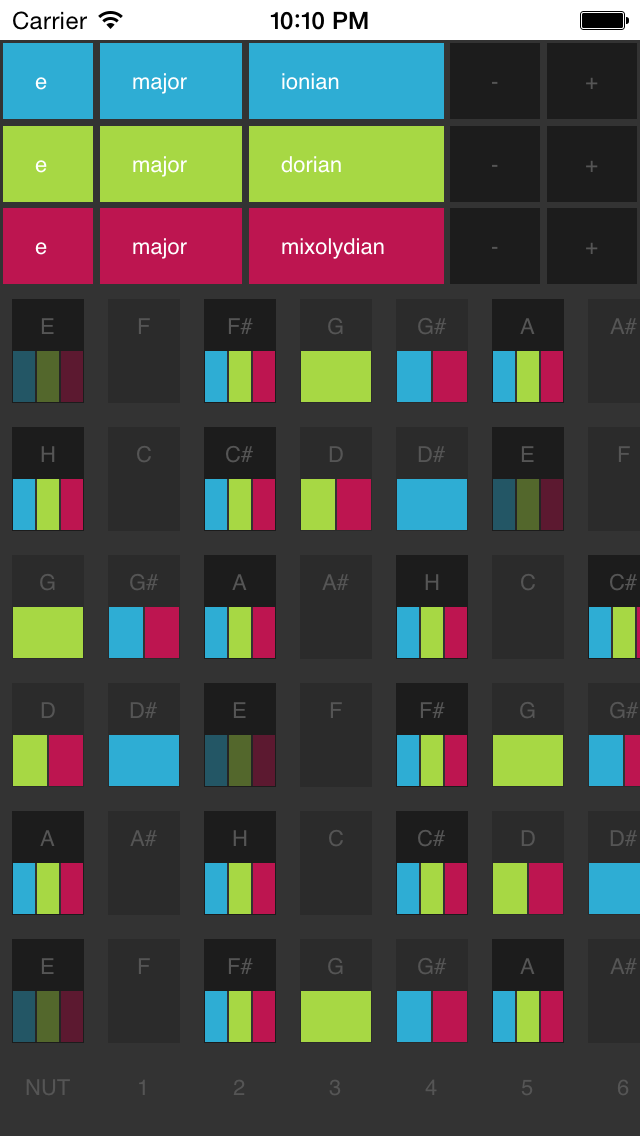 Carrier 10:10 PM
e major ionian - +
e major dorian - +
e major mixolydian - +
E F F# G G# A A#
H C C# D D# E F
G G# A A# H C C#
D D# E F F# G G#
A A# H C C# D D#
E F F# G G# A A#
NUT 1 2 3 4 5 6